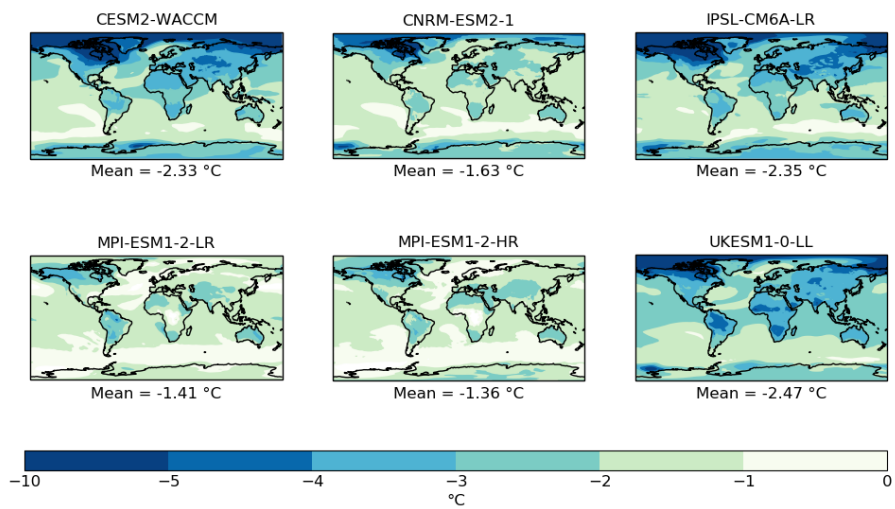 CESM2-WACCM
CNRM-ESM2-1
IPSL-CM6A-LR
Mean = -2.33 °C
Mean = -1.63 °C
Mean = -2.35 °C
MPI-ESM1-2-LR
MPI-ESM1-2-HR
UKESM1-0-LL
Mean = -1.41 °C
Mean = -1.36 °C
Mean = -2.47 °C
−10 −5 −4 −3 −2 −1 0
°C